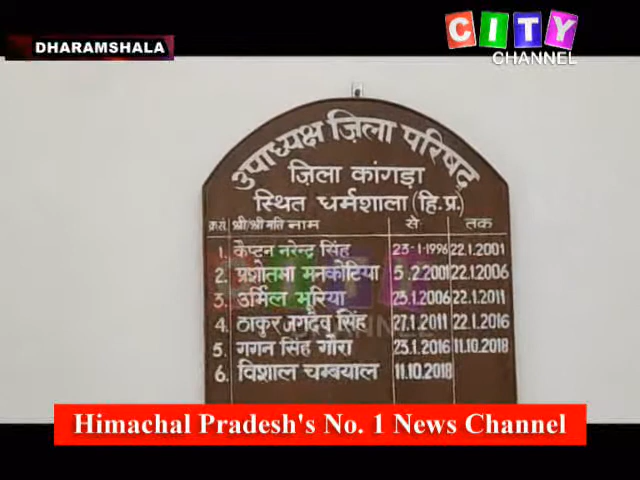 DHARAMSHALA
CITY
CHANNEL
उपाध्यक्ष ज़िला परिषद्
ज़िला कांगड़ा
स्थित धर्मशाला (हि.प्र.)
क्र.सं. श्री/श्रीमति नाम से तक
1. कैप्टन नरेन्द्र सिंह 23-1-1996 22.1.2001
2. प्रशोतमा मनकोटिया 5.2.2001 22.1.2006
3. उर्मिल भूरिया 23.1.2006 22.1.2011
4. ठाकुर जगदेव सिंह 27.1.2011 22.1.2016
5. गगन सिंह गोरा 23.1.2016 11.10.2018
6. विशाल चम्बयाल 11.10.2018
Himachal Pradesh's No. 1 News Channel